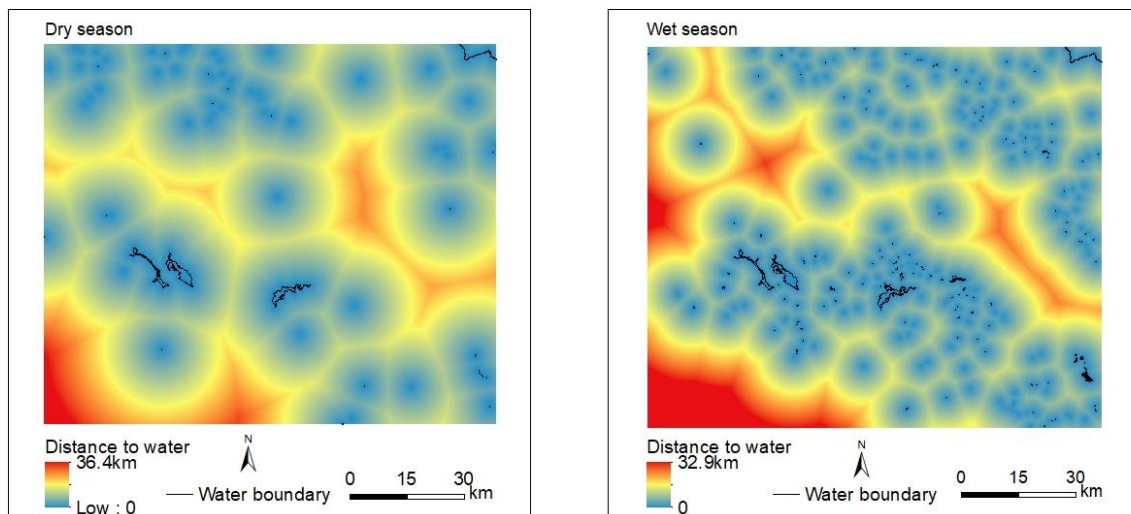 Dry season
Distance to water
36.4km
Low : 0
N
Water boundary
0 15 30
km
Wet season
Distance to water
32.9km
0
N
Water boundary
0 15 30
km